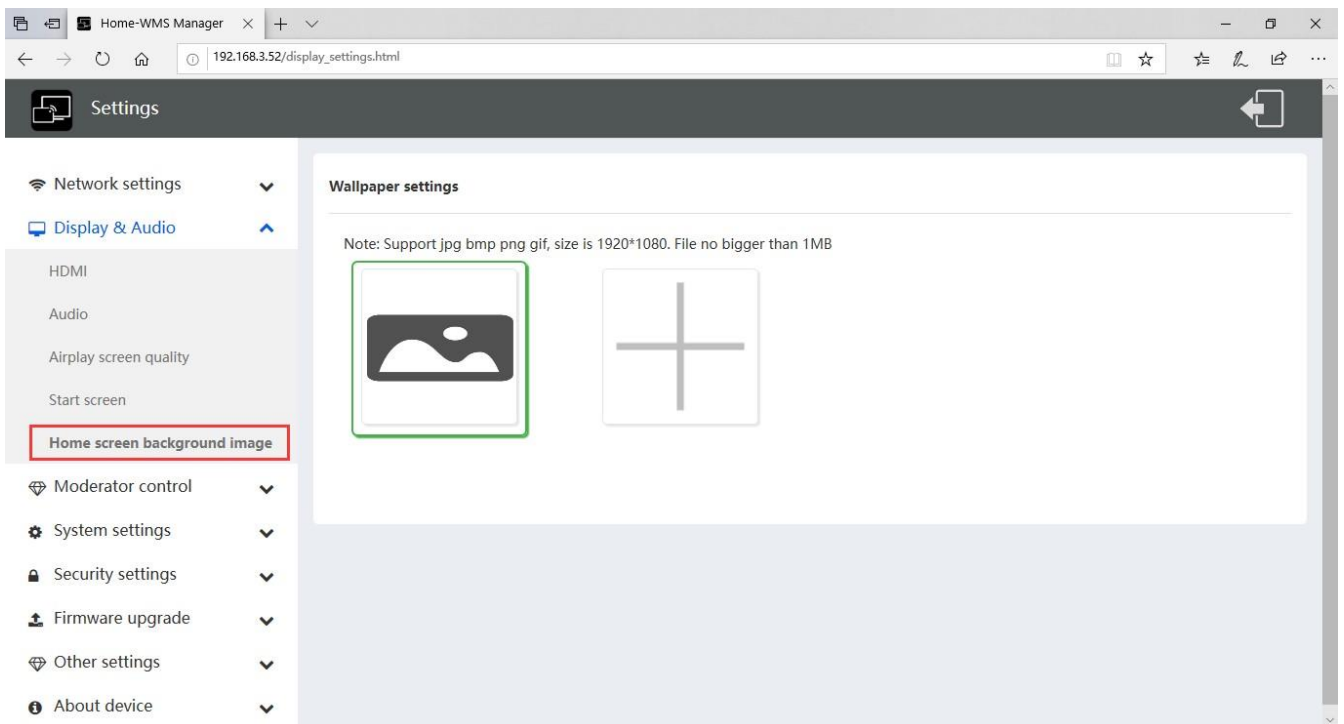 Home-WMS Manager
192.168.3.52/display_settings.html
Settings
Network settings
Display & Audio
HDMI
Audio
Airplay screen quality
Start screen
Home screen background image
Moderator control
System settings
Security settings
Firmware upgrade
Other settings
About device
Wallpaper settings
Note: Support jpg bmp png gif, size is 1920*1080. File no bigger than 1MB